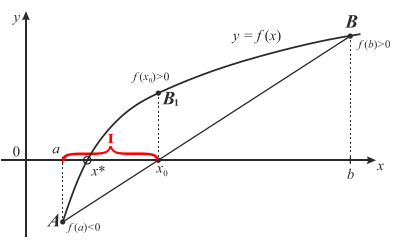 y
B
y = f(x)
f(b)>0
f(x₀)>0
B₁
I
0
a
x*
x₀
b
x
A
f(a)<0